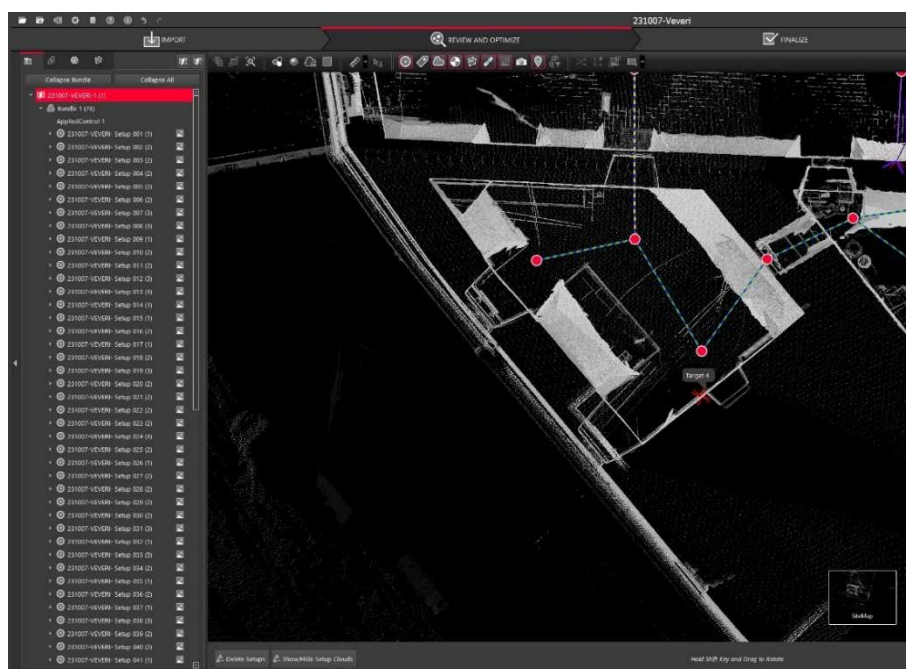 231007-Veveri
IMPORT
REVIEW AND OPTIMIZE
FINALIZE
Collapse Bundle
Collapse All
231007-VEVERI-1 (1)
Bundle 1 (78)
AppliedControl 1
231007-VEVERI- Setup 001 (1)
231007-VEVERI- Setup 002 (2)
231007-VEVERI- Setup 003 (2)
231007-VEVERI- Setup 004 (2)
231007-VEVERI- Setup 005 (2)
231007-VEVERI- Setup 006 (2)
231007-VEVERI- Setup 007 (3)
231007-VEVERI- Setup 008 (3)
231007-VEVERI- Setup 009 (1)
231007-VEVERI- Setup 010 (2)
231007-VEVERI- Setup 011 (2)
231007-VEVERI- Setup 012 (3)
231007-VEVERI- Setup 013 (3)
231007-VEVERI- Setup 014 (1)
231007-VEVERI- Setup 015 (1)
231007-VEVERI- Setup 016 (2)
231007-VEVERI- Setup 017 (1)
231007-VEVERI- Setup 018 (2)
231007-VEVERI- Setup 019 (3)
231007-VEVERI- Setup 020 (2)
231007-VEVERI- Setup 021 (2)
231007-VEVERI- Setup 022 (2)
231007-VEVERI- Setup 023 (2)
231007-VEVERI- Setup 024 (3)
231007-VEVERI- Setup 025 (2)
231007-VEVERI- Setup 026 (1)
231007-VEVERI- Setup 027 (2)
231007-VEVERI- Setup 028 (2)
231007-VEVERI- Setup 029 (2)
231007-VEVERI- Setup 030 (2)
231007-VEVERI- Setup 031 (3)
231007-VEVERI- Setup 032 (1)
231007-VEVERI- Setup 033 (5)
231007-VEVERI- Setup 034 (2)
231007-VEVERI- Setup 035 (1)
231007-VEVERI- Setup 036 (2)
231007-VEVERI- Setup 037 (1)
231007-VEVERI- Setup 038 (3)
231007-VEVERI- Setup 039 (2)
231007-VEVERI- Setup 040 (2)
231007-VEVERI- Setup 041 (1)
Target 4
SiteMap
Delete Setups
Show/Hide Setup Clouds
Hold Shift Key and Drag to Rotate